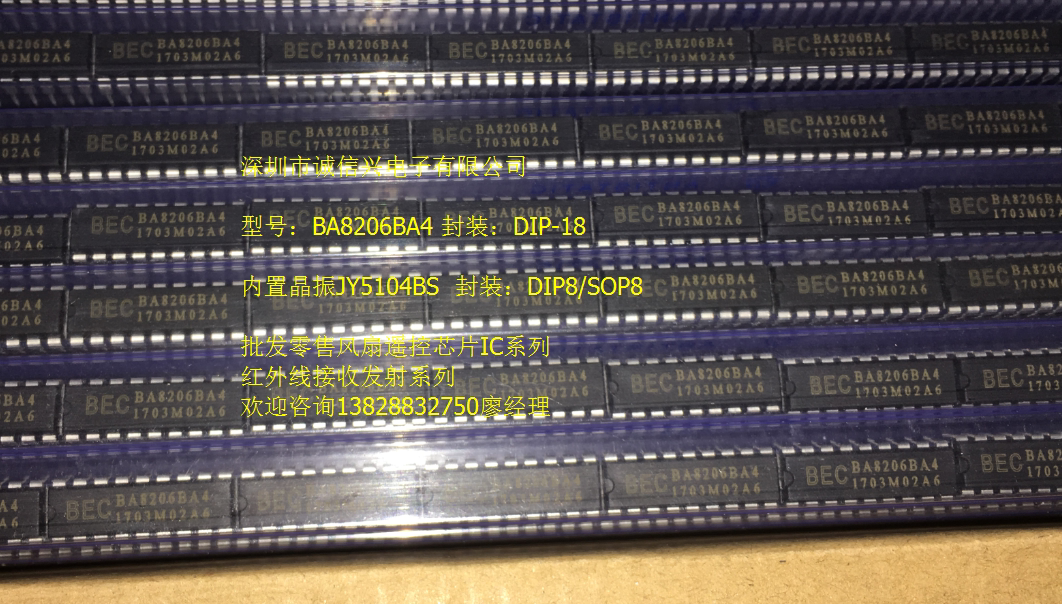 BEC BA8206BA4
1703M02A6
深圳市诚信兴电子有限公司
型号：BA8206BA4 封装：DIP-18
内置晶振JY5104BS 封装：DIP8/SOP8
批发零售风扇遥控芯片IC系列
红外线接收发射系列
欢迎咨询13828832750廖经理